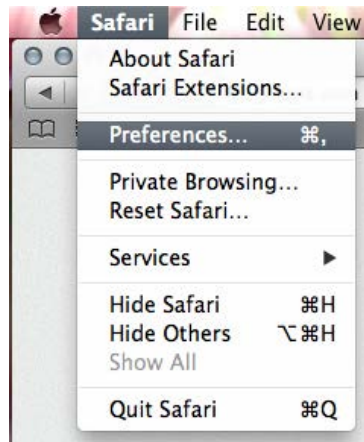 Safari File Edit View
About Safari
Safari Extensions...
Preferences... ⌘,
Private Browsing...
Reset Safari...
Services ▶
Hide Safari ⌘H
Hide Others ⌥⌘H
Show All
Quit Safari ⌘Q